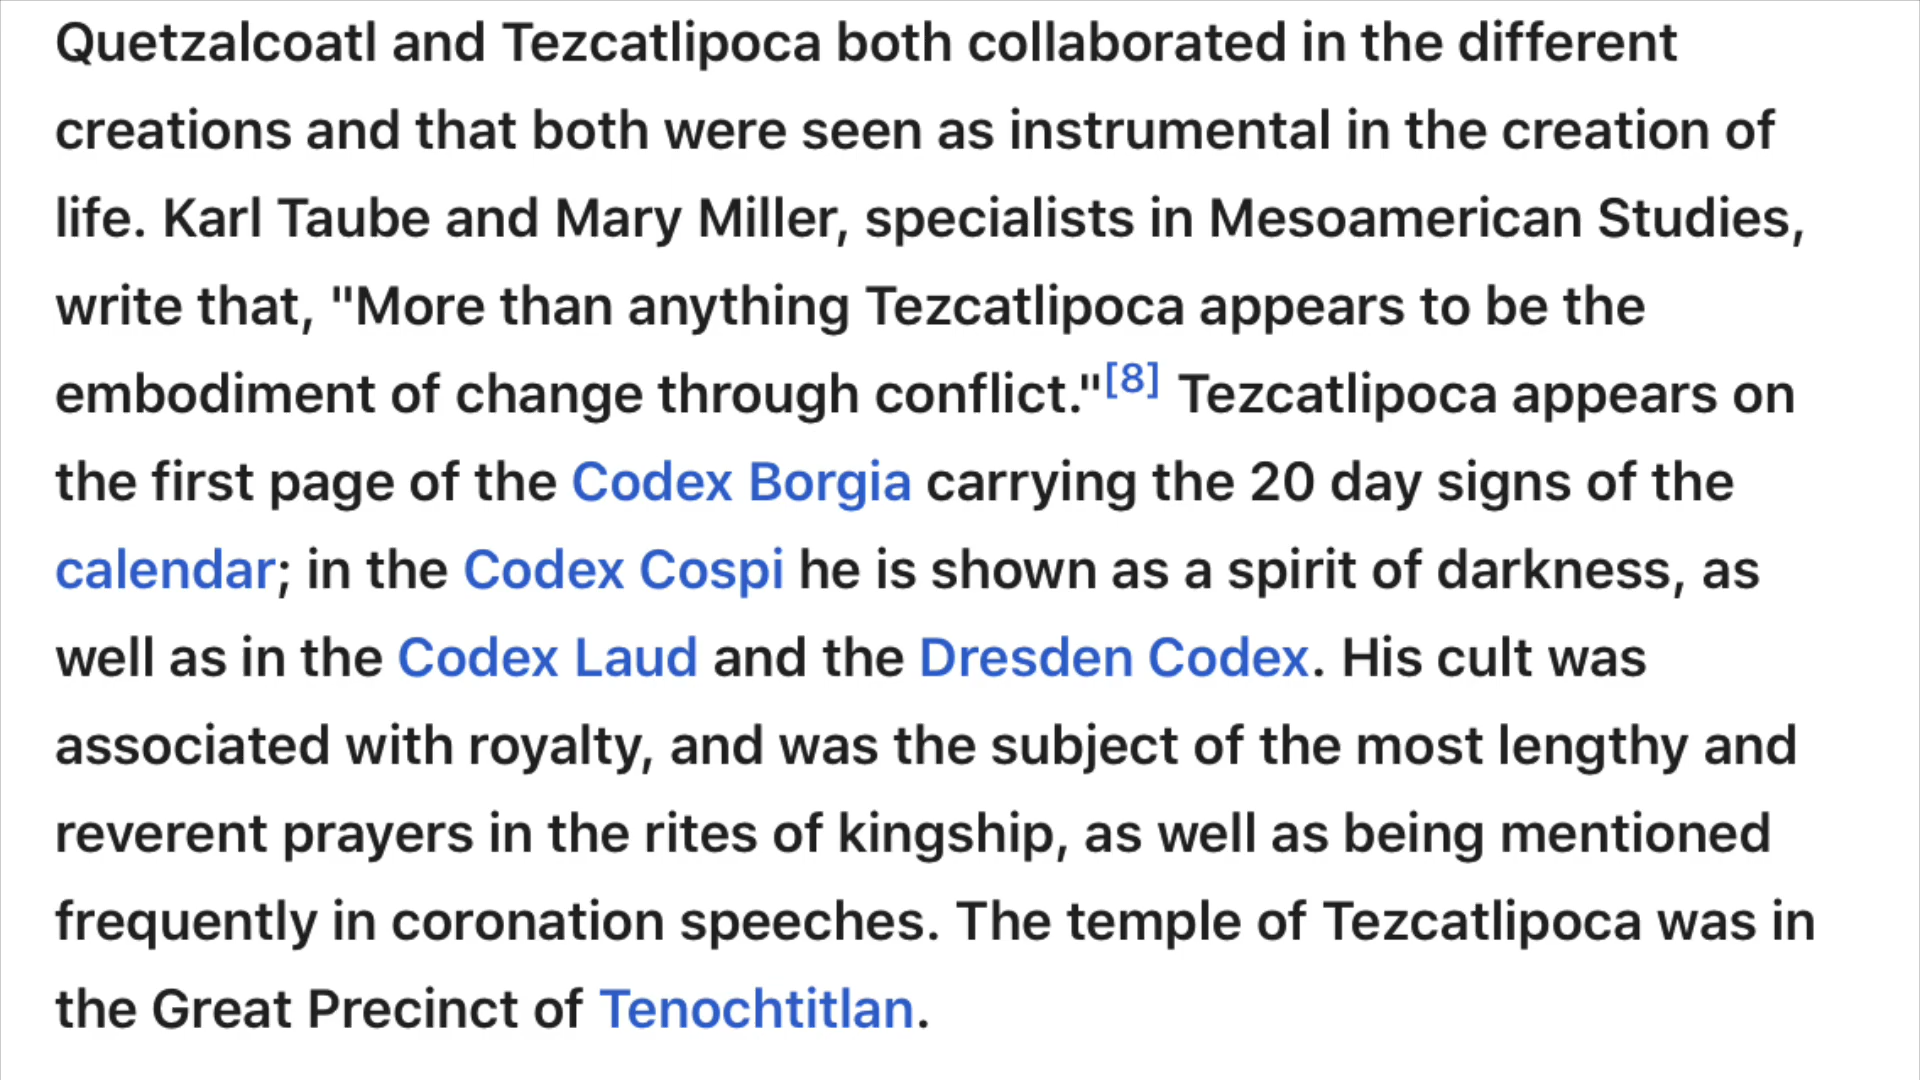 Quetzalcoatl and Tezcatlipoca both collaborated in the different
creations and that both were seen as instrumental in the creation of
life. Karl Taube and Mary Miller, specialists in Mesoamerican Studies,
write that, "More than anything Tezcatlipoca appears to be the
embodiment of change through conflict."[8] Tezcatlipoca appears on
the first page of the Codex Borgia carrying the 20 day signs of the
calendar; in the Codex Cospi he is shown as a spirit of darkness, as
well as in the Codex Laud and the Dresden Codex. His cult was
associated with royalty, and was the subject of the most lengthy and
reverent prayers in the rites of kingship, as well as being mentioned
frequently in coronation speeches. The temple of Tezcatlipoca was in
the Great Precinct of Tenochtitlan.